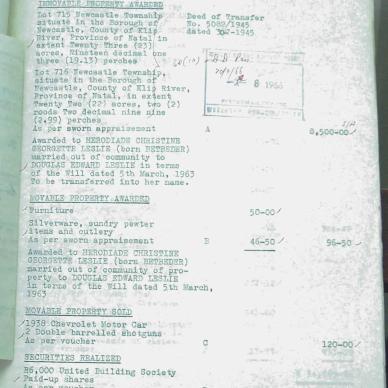 IMMOVABLE PROPERTY AWARDED
Lot 715 Newcastle Township Deed of Transfer
situate in the Borough of No. 5082/1945
Newcastle, County of Klip dated 1945
River, Province of Natal in
extent Twenty Three (23)
acres, Nineteen decimal one
three (19.13) perches
Lot 716 Newcastle Township,
situate in the Borough of
Newcastle, County of Klip River,
Province of Natal, in extent
Twenty Two (22) acres, two (2)
roods Two decimal nine nine
(2.99) perches
8 1966
As per sworn appraisement A 8,500-00
Awarded to HERODIADE CHRISTINE
GEORGETTE LESLIE (born BETBEDER)
married out of community to
DOUGLAS EDWARD LESLIE in terms
of the Will dated 5th March, 1963
To be transferred into her name.
MOVABLE PROPERTY AWARDED
Furniture 50-00
Silverware, sundry pewter
items and cutlery
As per sworn appraisement B 46-50 96-50
Awarded to HERODIADE CHRISTINE
GEORGETTE LESLIE (born BETBEDER)
married out of community of pro-
perty to DOUGLAS EDWARD LESLIE
in terms of the Will dated 5th March,
1963
MOVABLE PROPERTY SOLD
1938 Chevrolet Motor Car
2 Double barrelled shotguns
As per voucher C 120-00
SECURITIES REALIZED
R6,000 United Building Society
Paid-up shares